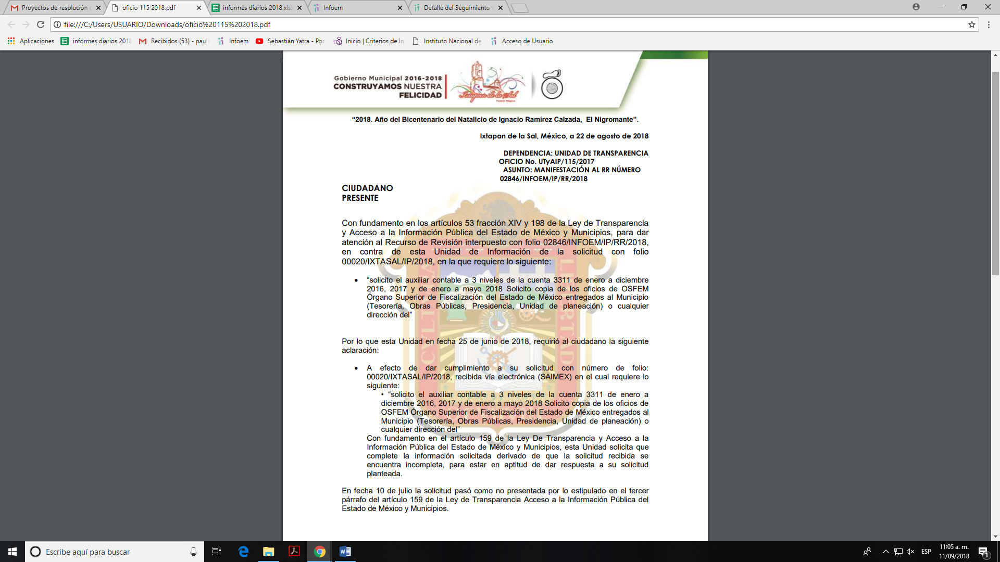 Proyectos de resolución
oficio 115 2018.pdf
informes diarios 2018.xls
Infoem
Detalle del Seguimiento
file:///C:/Users/USUARIO/Downloads/oficio%20115%202018.pdf
Aplicaciones
informes diarios 2018
Recibidos (53) - pauli
Infoem
Sebastián Yatra - Por
Inicio | Criterios de In
Instituto Nacional de
Acceso de Usuario
Gobierno Municipal 2016-2018
CONSTRUYAMOS NUESTRA
FELICIDAD
Ixtapan de la Sal
Pueblo Mágico
“2018. Año del Bicentenario del Natalicio de Ignacio Ramírez Calzada, El Nigromante”.
Ixtapan de la Sal, México, a 22 de agosto de 2018
DEPENDENCIA: UNIDAD DE TRANSPARENCIA
OFICIO No. UTyAIP/115/2017
ASUNTO: MANIFESTACIÓN AL RR NÚMERO
02846/INFOEM/IP/RR/2018
CIUDADANO
PRESENTE
Con fundamento en los artículos 53 fracción XIV y 198 de la Ley de Transparencia
y Acceso a la Información Pública del Estado de México y Municipios, para dar
atención al Recurso de Revisión interpuesto con folio 02846/INFOEM/IP/RR/2018,
en contra de esta Unidad de Información de la solicitud con folio
00020/IXTASAL/IP/2018, en la que requiere lo siguiente:
• “solicito el auxiliar contable a 3 niveles de la cuenta 3311 de enero a diciembre
2016, 2017 y de enero a mayo 2018 Solicito copia de los oficios de OSFEM
Órgano Superior de Fiscalización del Estado de México entregados al Municipio
(Tesorería, Obras Públicas, Presidencia, Unidad de planeación) o cualquier
dirección del”
Por lo que esta Unidad en fecha 25 de junio de 2018, requirió al ciudadano la siguiente
aclaración:
• A efecto de dar cumplimiento a su solicitud con número de folio:
00020/IXTASAL/IP/2018, recibida vía electrónica (SAIMEX) en el cual requiere lo
siguiente:
• “solicito el auxiliar contable a 3 niveles de la cuenta 3311 de enero a
diciembre 2016, 2017 y de enero a mayo 2018 Solicito copia de los oficios de
OSFEM Órgano Superior de Fiscalización del Estado de México entregados al
Municipio (Tesorería, Obras Públicas, Presidencia, Unidad de planeación) o
cualquier dirección del”
Con fundamento en el artículo 159 de la Ley De Transparencia y Acceso a la
Información Pública del Estado de México y Municipios, esta Unidad solicita que
complete la información solicitada derivado de que la solicitud recibida se
encuentra incompleta, para estar en aptitud de dar respuesta a su solicitud
planteada.
En fecha 10 de julio la solicitud pasó como no presentada por lo estipulado en el tercer
párrafo del artículo 159 de la Ley de Transparencia Acceso a la Información Pública del
Estado de México y Municipios.
Escribe aquí para buscar
ESP
11:05 a. m.
11/09/2018
1